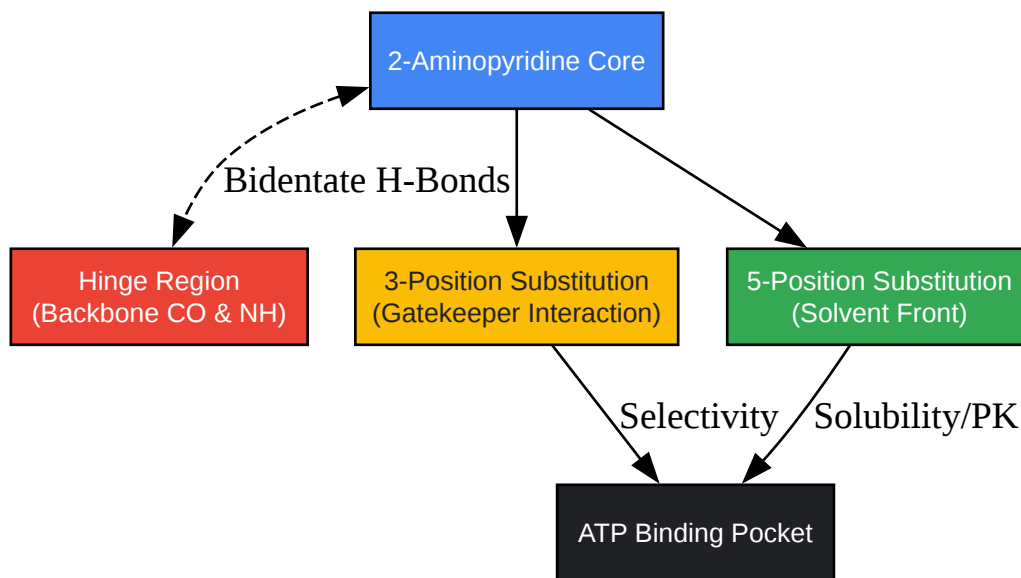 2-Aminopyridine Core
Bidentate H-Bonds
Hinge Region
(Backbone CO & NH)
3-Position Substitution
(Gatekeeper Interaction)
5-Position Substitution
(Solvent Front)
Selectivity
Solubility/PK
ATP Binding Pocket